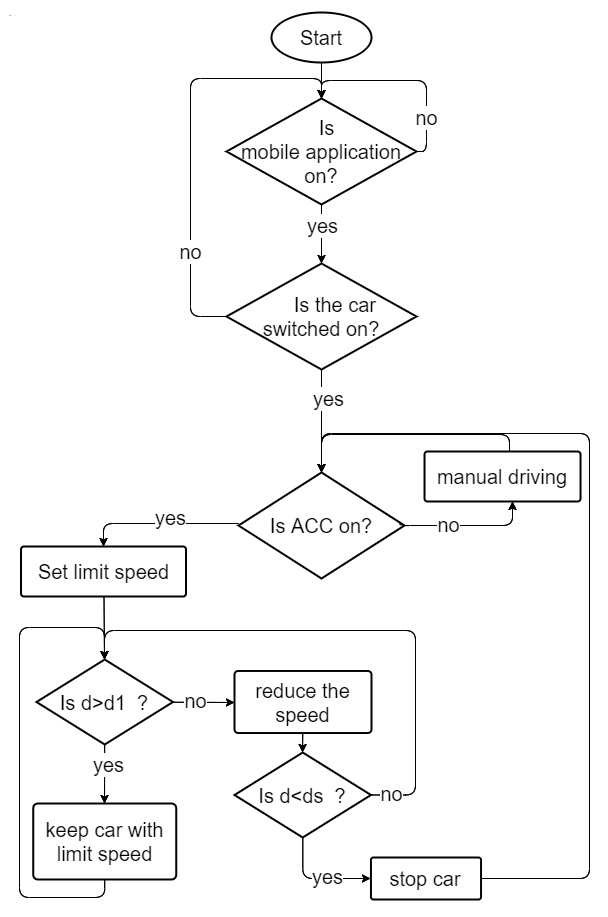 Start
Is
mobile application
on?
no
yes
no
Is the car
switched on?
yes
manual driving
yes
Is ACC on?
no
Set limit speed
Is d>d1 ?
no
reduce the
speed
yes
Is d<ds ?
no
keep car with
limit speed
yes
stop car